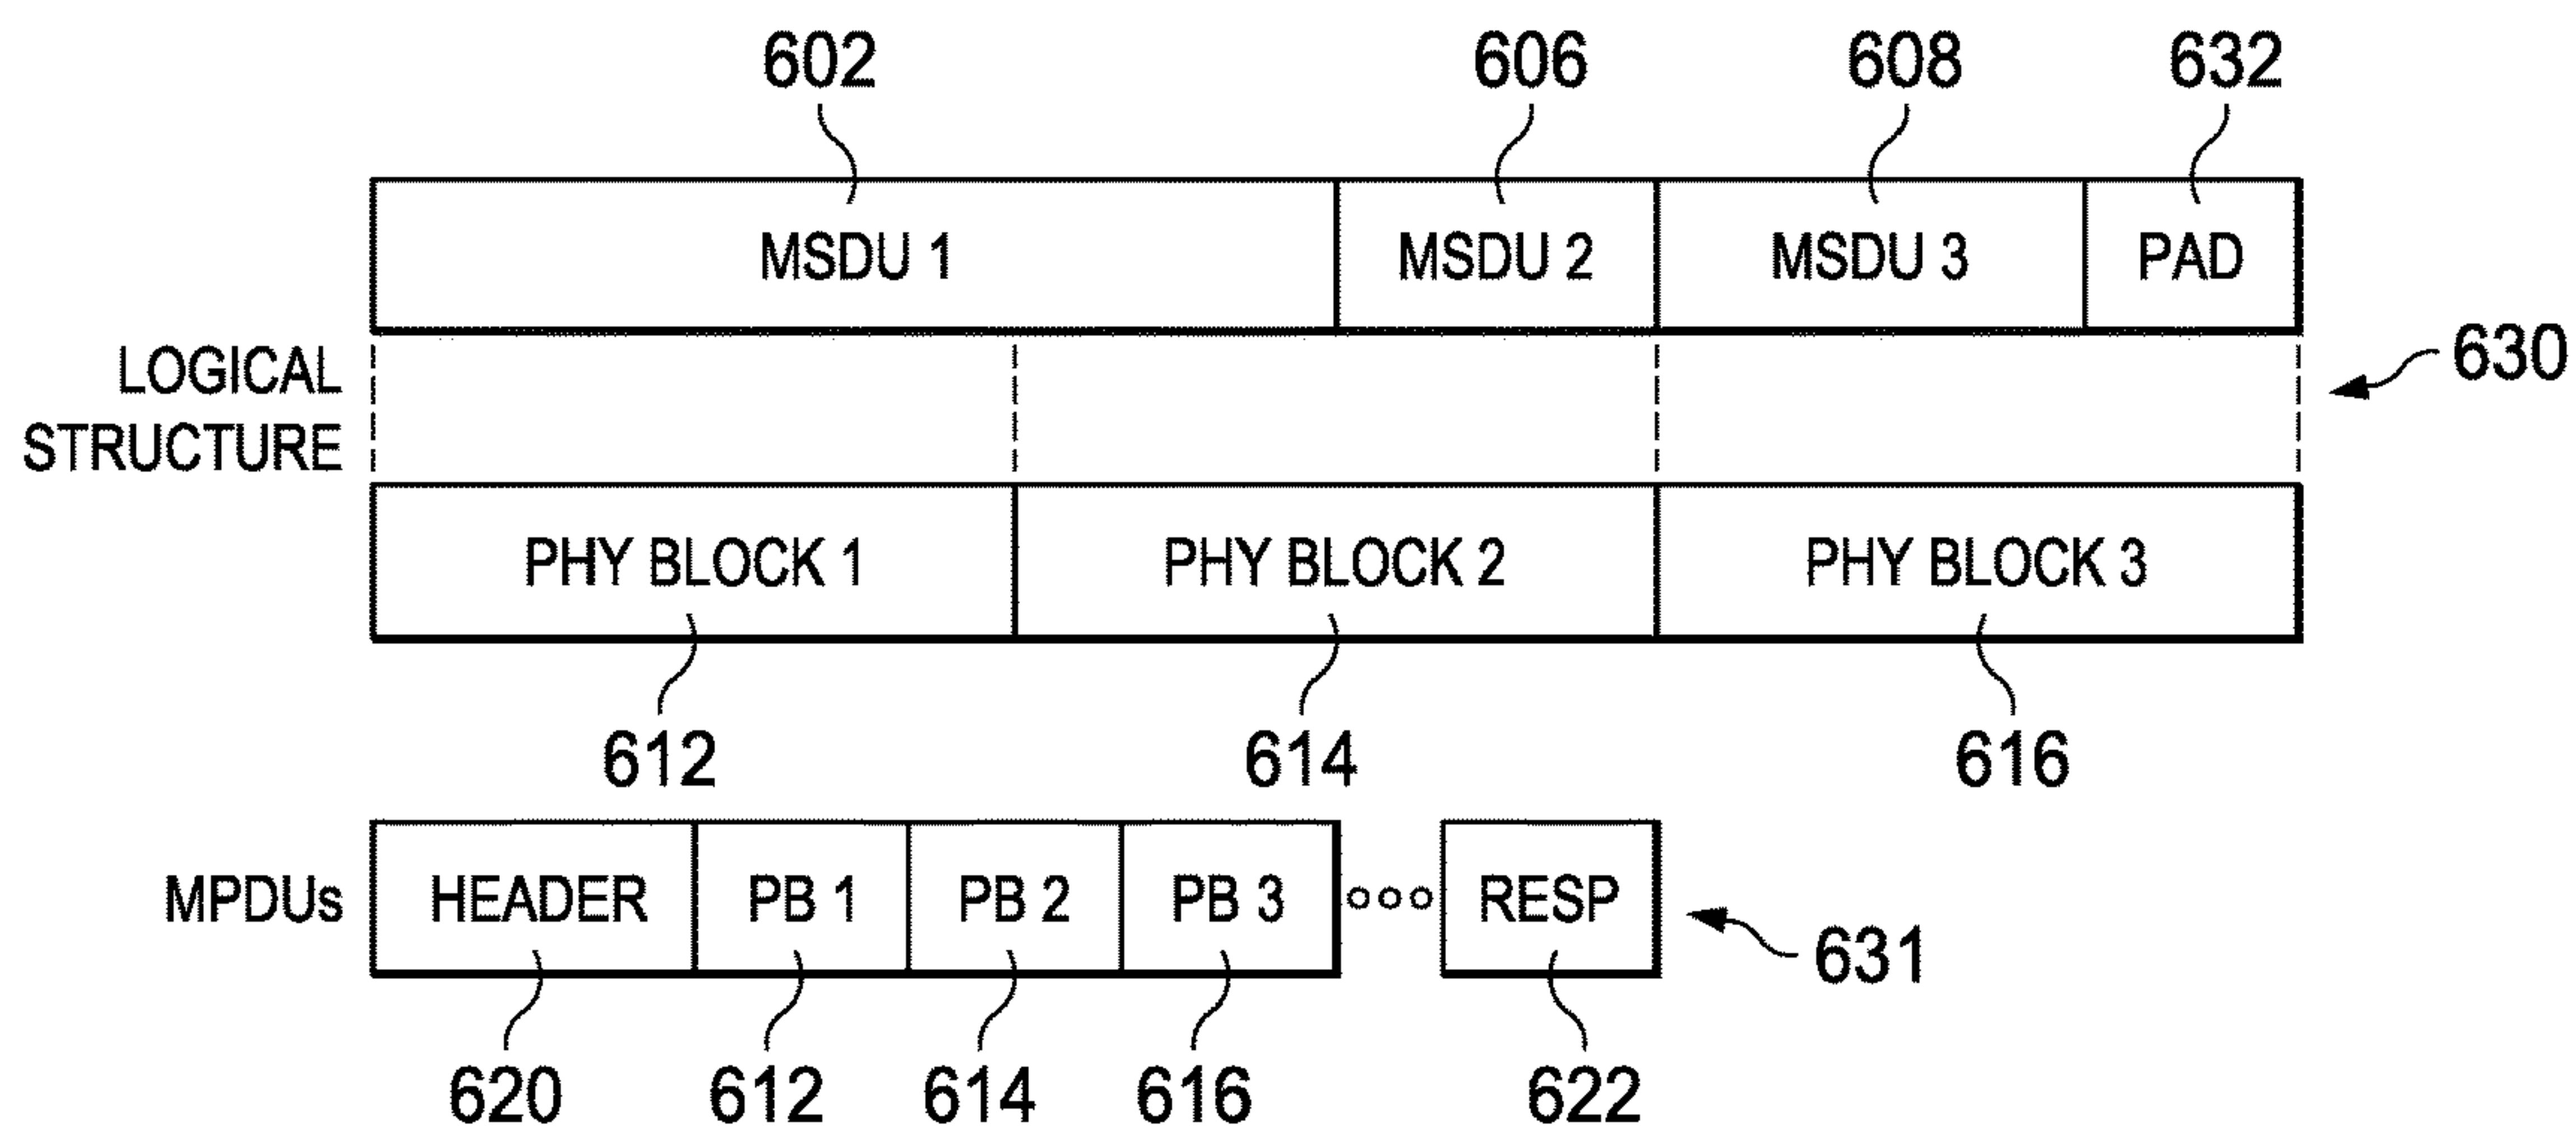 602 606 608 632
MSDU 1 MSDU 2 MSDU 3 PAD
LOGICAL
STRUCTURE
630
PHY BLOCK 1 PHY BLOCK 2 PHY BLOCK 3
612 614 616
MPDUs HEADER PB 1 PB 2 PB 3 RESP
631
620 612 614 616 622